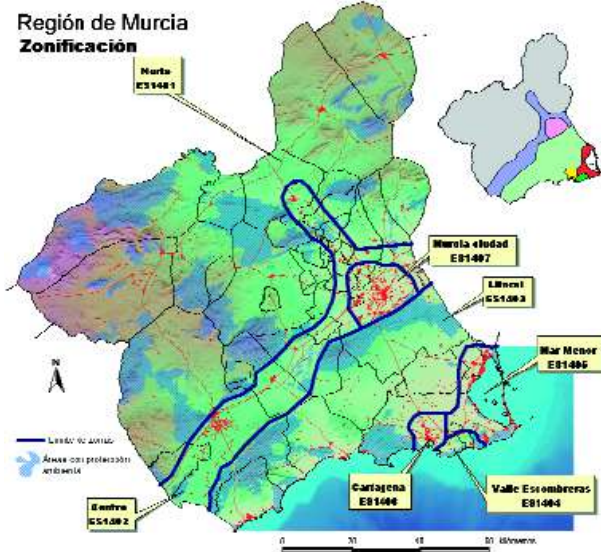 Región de Murcia
Zonificación
Norte
ES1401
Murcia ciudad
ES1407
Litoral
ES1403
Mar Menor
ES1405
N
Límite de zonas
Áreas con protección
ambiental
Cartagena
ES1406
Valle Escombreras
ES1404
Centro
ES1402
0 20 40 60 kilómetros